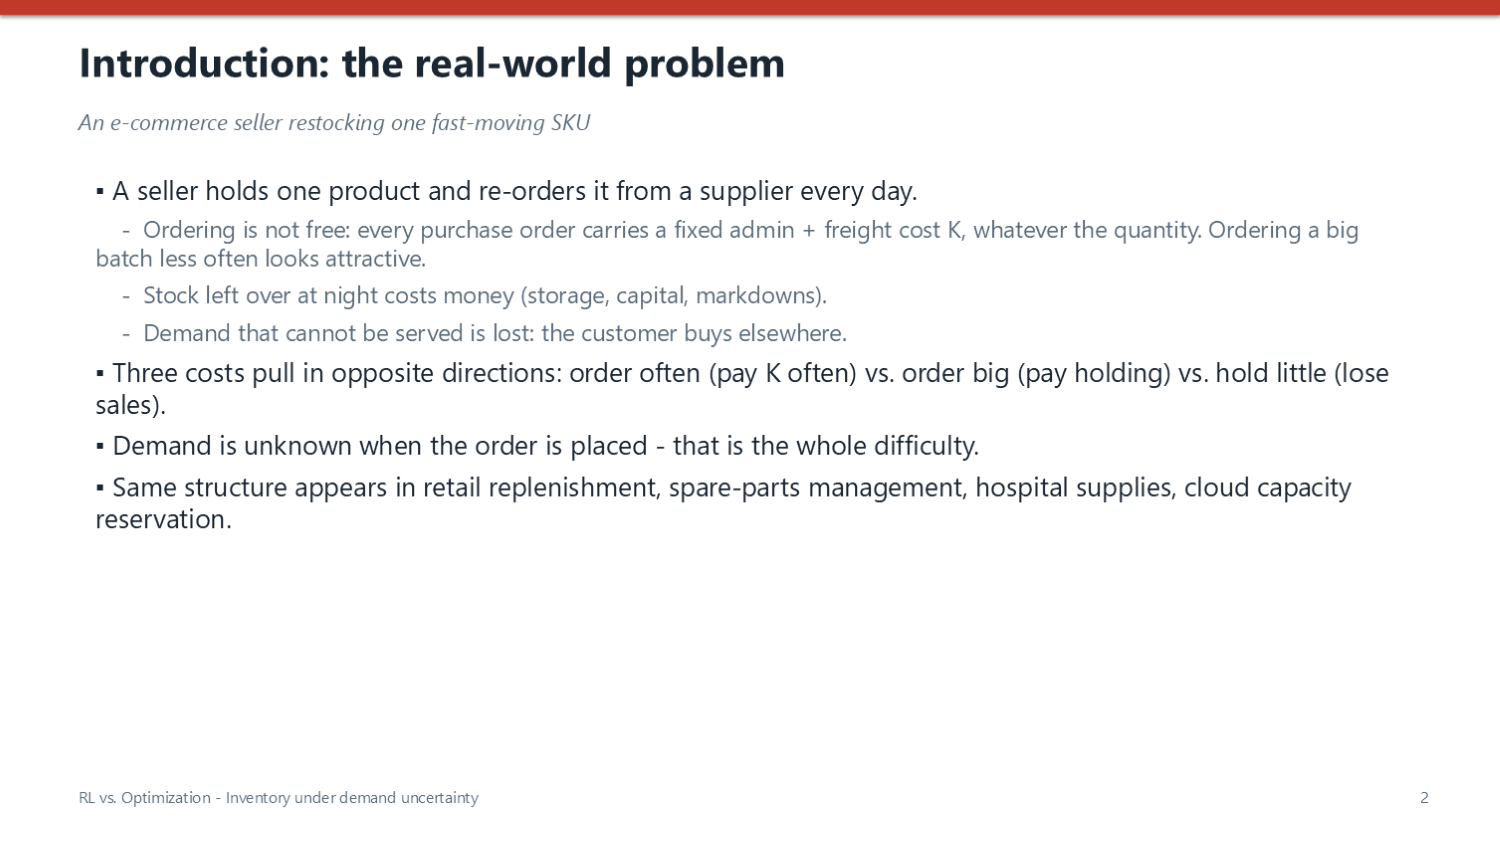 Introduction: the real-world problem
An e-commerce seller restocking one fast-moving SKU
▪ A seller holds one product and re-orders it from a supplier every day.
- Ordering is not free: every purchase order carries a fixed admin + freight cost K, whatever the quantity. Ordering a big
batch less often looks attractive.
- Stock left over at night costs money (storage, capital, markdowns).
- Demand that cannot be served is lost: the customer buys elsewhere.
▪ Three costs pull in opposite directions: order often (pay K often) vs. order big (pay holding) vs. hold little (lose
sales).
▪ Demand is unknown when the order is placed - that is the whole difficulty.
▪ Same structure appears in retail replenishment, spare-parts management, hospital supplies, cloud capacity
reservation.
RL vs. Optimization - Inventory under demand uncertainty
2